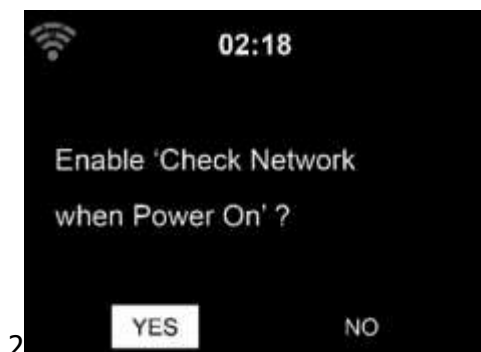 02:18
Enable ‘Check Network
when Power On’ ?
YES NO
2